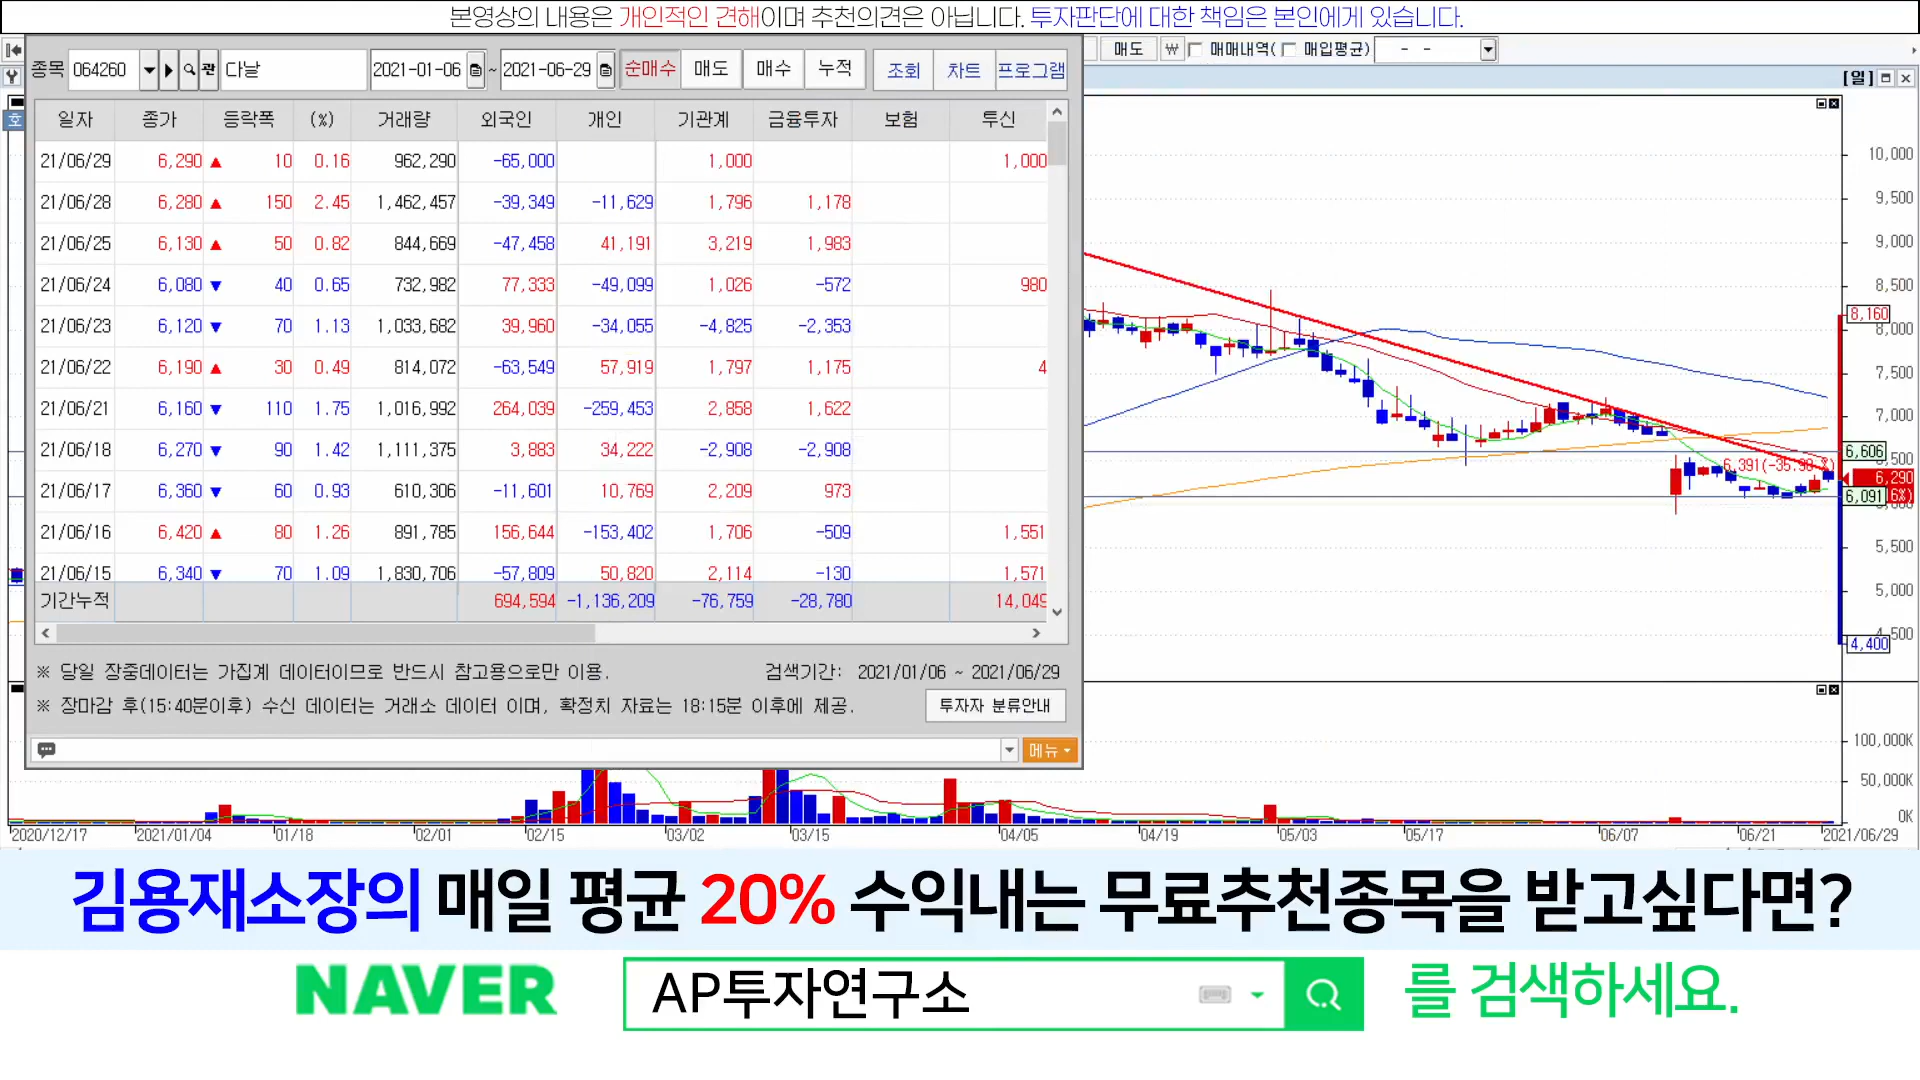 본영상의 내용은 개인적인 견해이며 추천의견은 아닙니다. 투자판단에 대한 책임은 본인에게 있습니다.
매도 ₩ 매매내역( 매입평균) - -
종목 064260 관 다날 2021-01-06 ~ 2021-06-29 순매수 매도 매수 누적 조회 차트 프로그램
[일]
호
일자 종가 등락폭 (%) 거래량 외국인 개인 기관계 금융투자 보험 투신
21/06/29 6,290 ▲ 10 0.16 962,290 -65,000 1,000 1,000
21/06/28 6,280 ▲ 150 2.45 1,462,457 -39,349 -11,629 1,796 1,178
21/06/25 6,130 ▲ 50 0.82 844,669 -47,458 41,191 3,219 1,983
21/06/24 6,080 ▼ 40 0.65 732,982 77,333 -49,099 1,026 -572 980
21/06/23 6,120 ▼ 70 1.13 1,033,682 39,960 -34,055 -4,825 -2,353
21/06/22 6,190 ▲ 30 0.49 814,072 -63,549 57,919 1,797 1,175 4
21/06/21 6,160 ▼ 110 1.75 1,016,992 264,039 -259,453 2,858 1,622
21/06/18 6,270 ▼ 90 1.42 1,111,375 3,883 34,222 -2,908 -2,908
21/06/17 6,360 ▼ 60 0.93 610,306 -11,601 10,769 2,209 973
21/06/16 6,420 ▲ 80 1.26 891,785 156,644 -153,402 1,706 -509 1,551
21/06/15 6,340 ▼ 70 1.09 1,830,706 -57,809 50,820 2,114 -130 1,571
기간누적 694,594 -1,136,209 -76,759 -28,780 14,049
※ 당일 장중데이터는 가집계 데이터이므로 반드시 참고용으로만 이용. 검색기간: 2021/01/06 ~ 2021/06/29
※ 장마감 후(15:40분이후) 수신 데이터는 거래소 데이터 이며, 확정치 자료는 18:15분 이후에 제공. 투자자 분류안내
메뉴
10,000
9,500
9,000
8,500
8,160
8,000
7,500
7,000
6,606
6,500
6,290
6,091
5,500
5,000
4,500
4,400
100,000K
50,000K
0K
2020/12/17 2021/01/04 01/18 02/01 02/15 03/02 03/15 04/05 04/19 05/03 05/17 06/07 06/21 2021/06/29
김용재소장의 매일 평균 20% 수익내는 무료추천종목을 받고싶다면?
NAVER AP투자연구소 를 검색하세요.